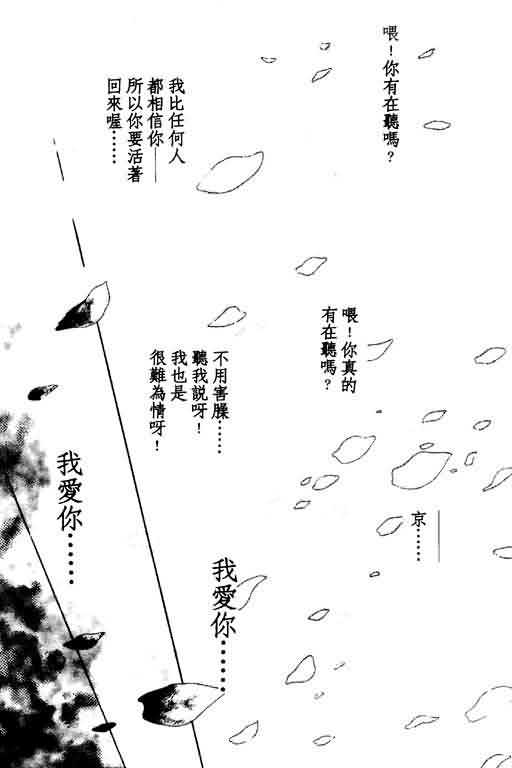 喂！你有在聽嗎？
我比任何人
都相信你──
所以你要活著
回來喔……
喂！你真的
有在聽嗎？
不用害臊……
聽我說呀！
我也是
很難為情呀！
──
京……
我愛你……
我愛你……